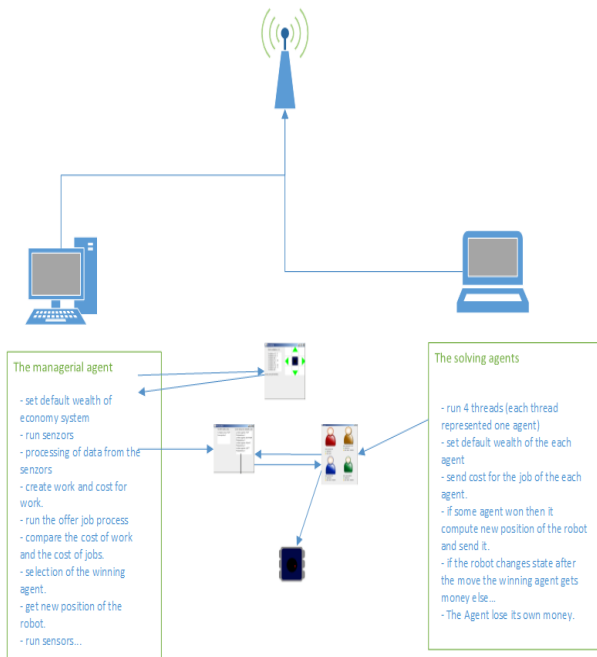 The managerial agent
- set default wealth of
economy system
- run senzors
- processing of data from the
senzors
- create work and cost for
work.
- run the offer job process
- compare the cost of work
and the cost of jobs.
- selection of the winning
agent.
- get new position of the
robot.
- run sensors...
The solving agents
- run 4 threads (each thread
represented one agent)
- set default wealth of the each
agent
- send cost for the job of the each
agent.
- if some agent won then it
compute new position of the robot
and send it.
- if the robot changes state after
the move the winning agent gets
money else...
- The Agent lose its own money.